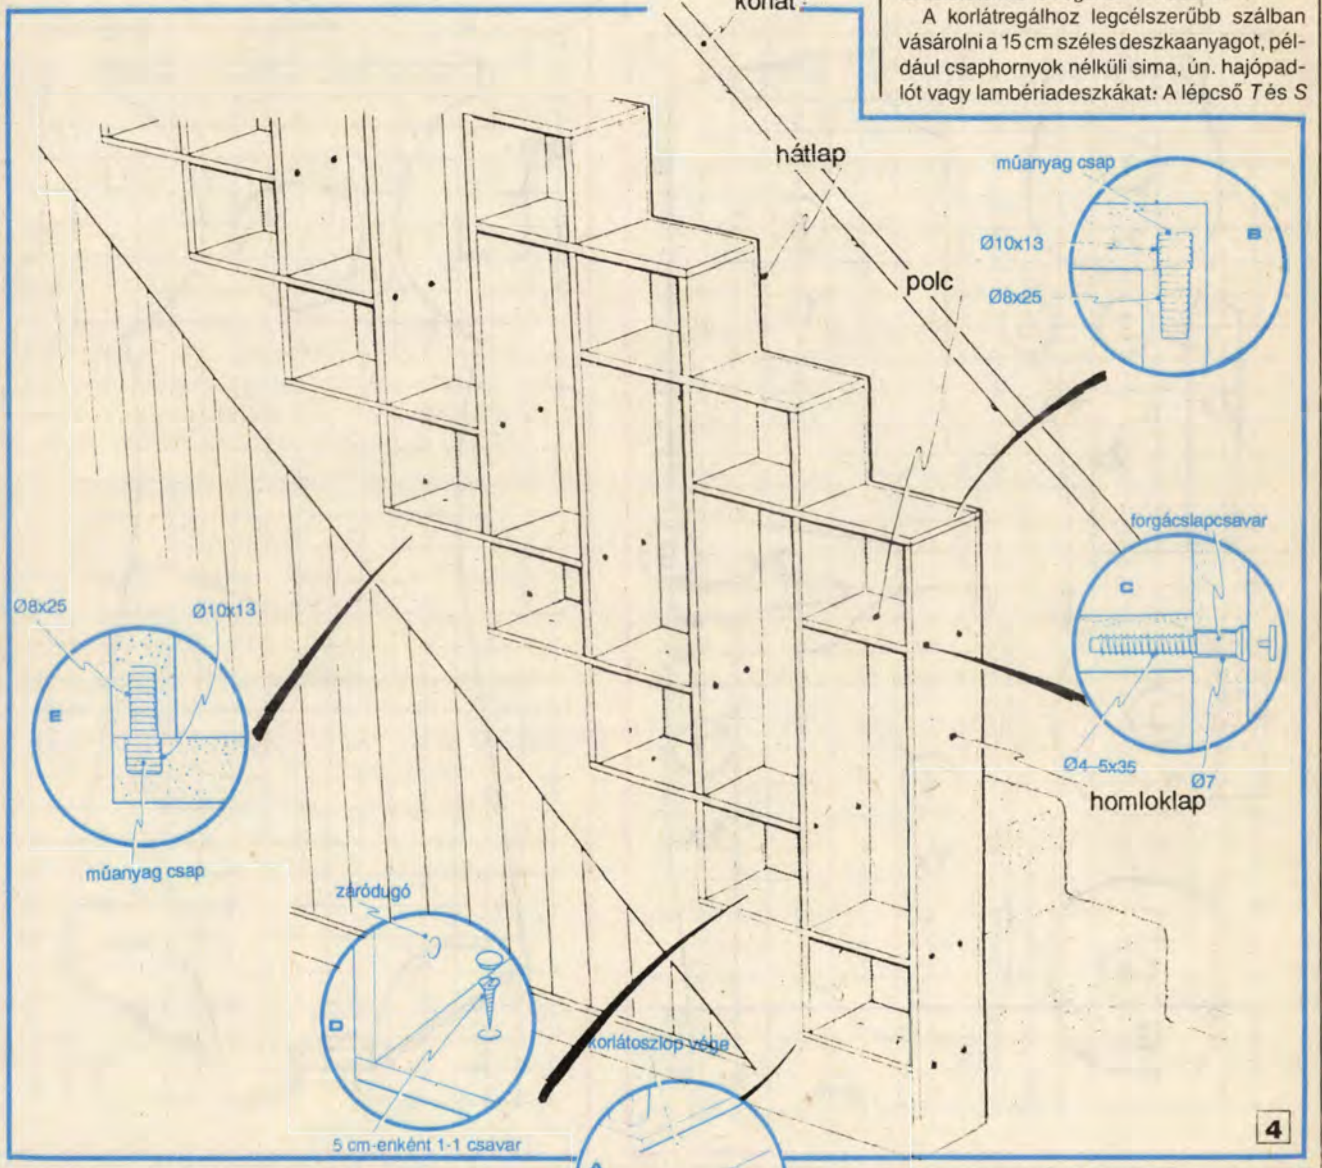 korlát
A korlátregálhoz legcélszerűbb szálban
vásárolni a 15 cm széles deszkaanyagot, pél-
dául csaphornyok nélküli sima, ún. hajópad-
lót vagy lambériadeszkákat. A lépcső T és S
hátlap
műanyag csap
Ø10x13
B
Ø8x25
polc
forgácslapcsavar
C
Ø8x25
Ø10x13
E
Ø4-5x35
Ø7
homloklap
műanyag csap
záródugó
D
korlátoszlop vége
5 cm-enként 1-1 csavar
4